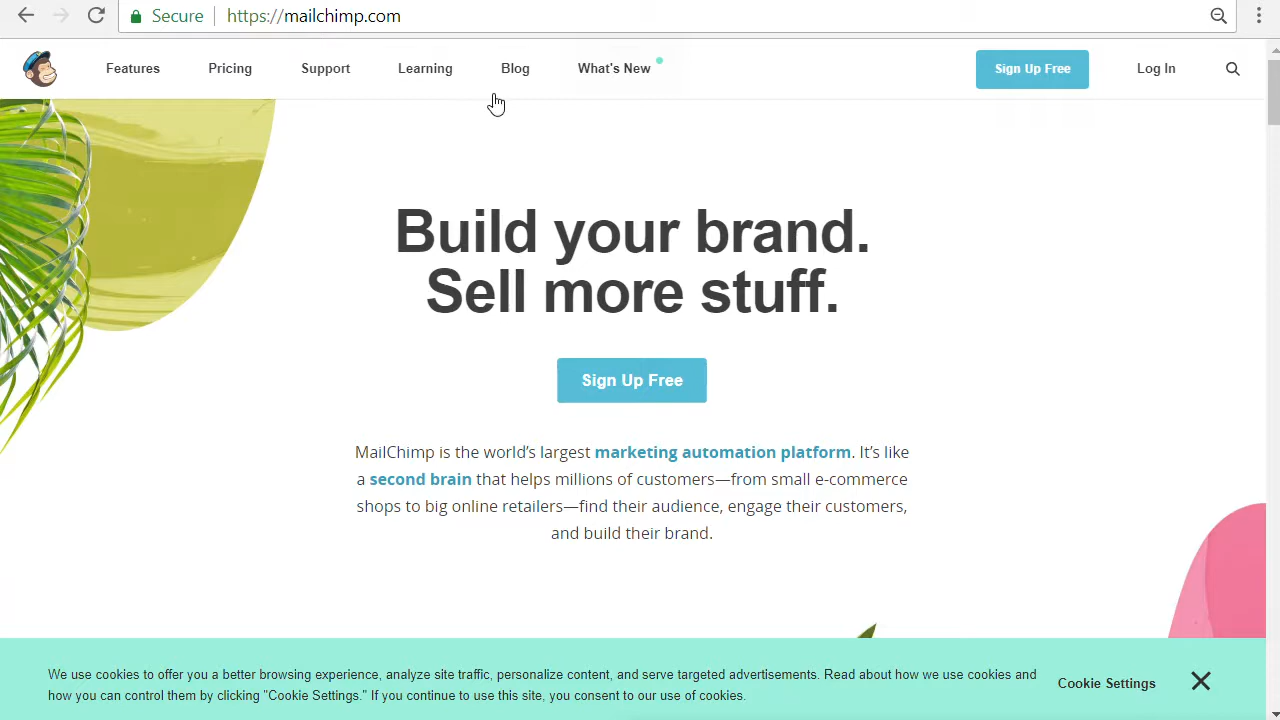 Secure https://mailchimp.com
Features Pricing Support Learning Blog What's New Sign Up Free Log In
Build your brand.
Sell more stuff.
Sign Up Free
MailChimp is the world’s largest marketing automation platform. It’s like
a second brain that helps millions of customers—from small e-commerce
shops to big online retailers—find their audience, engage their customers,
and build their brand.
We use cookies to offer you a better browsing experience, analyze site traffic, personalize content, and serve targeted advertisements. Read about how we use cookies and
how you can control them by clicking "Cookie Settings." If you continue to use this site, you consent to our use of cookies.
Cookie Settings